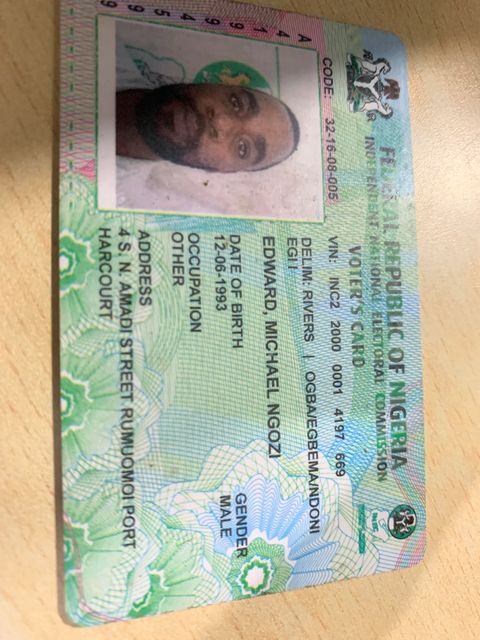 FEDERAL REPUBLIC OF NIGERIA
INDEPENDENT NATIONAL ELECTORAL COMMISSION
VOTER'S CARD
CODE: 32-16-08-005
VIN: INC2 2000 0001 4197 669
DELIM: RIVERS | OGBA/EGBEMA/NDONI
EGI I
EDWARD, MICHAEL NGOZI
DATE OF BIRTH
12-06-1993
GENDER
MALE
OCCUPATION
OTHER
ADDRESS
4 S. N. AMADI STREET RUMUOMOI PORT
HARCOURT